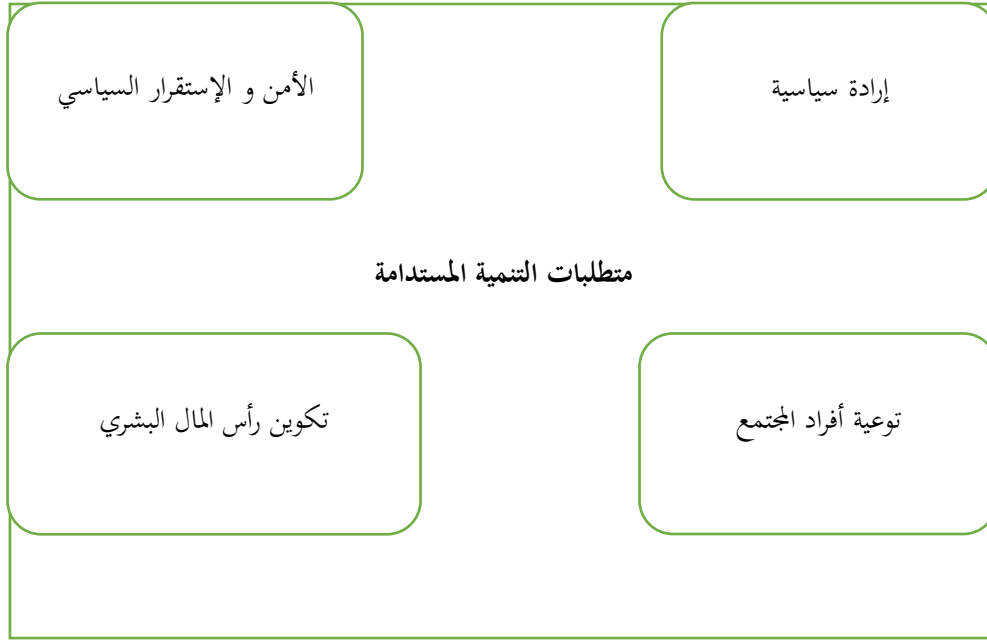 إرادة سياسية
الأمن و الإستقرار السياسي
متطلبات التنمية المستدامة
توعية أفراد المجتمع
تكوين رأس المال البشري